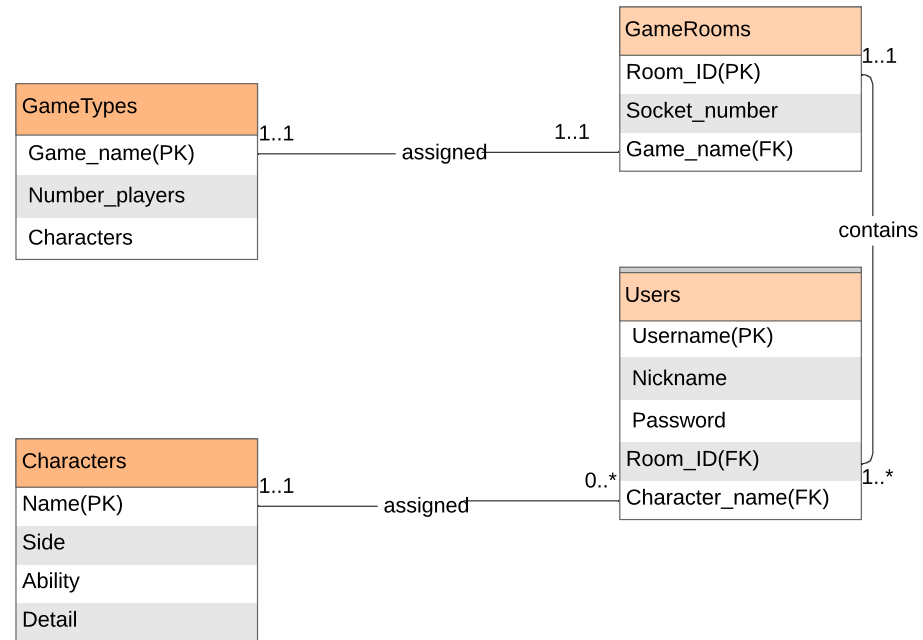 GameRooms
Room_ID(PK)
Socket_number
Game_name(FK)
1..1
GameTypes
Game_name(PK)
Number_players
Characters
1..1
assigned
1..1
contains
Users
Username(PK)
Nickname
Password
Room_ID(FK)
Character_name(FK)
1..*
0..*
Characters
Name(PK)
Side
Ability
Detail
1..1
assigned